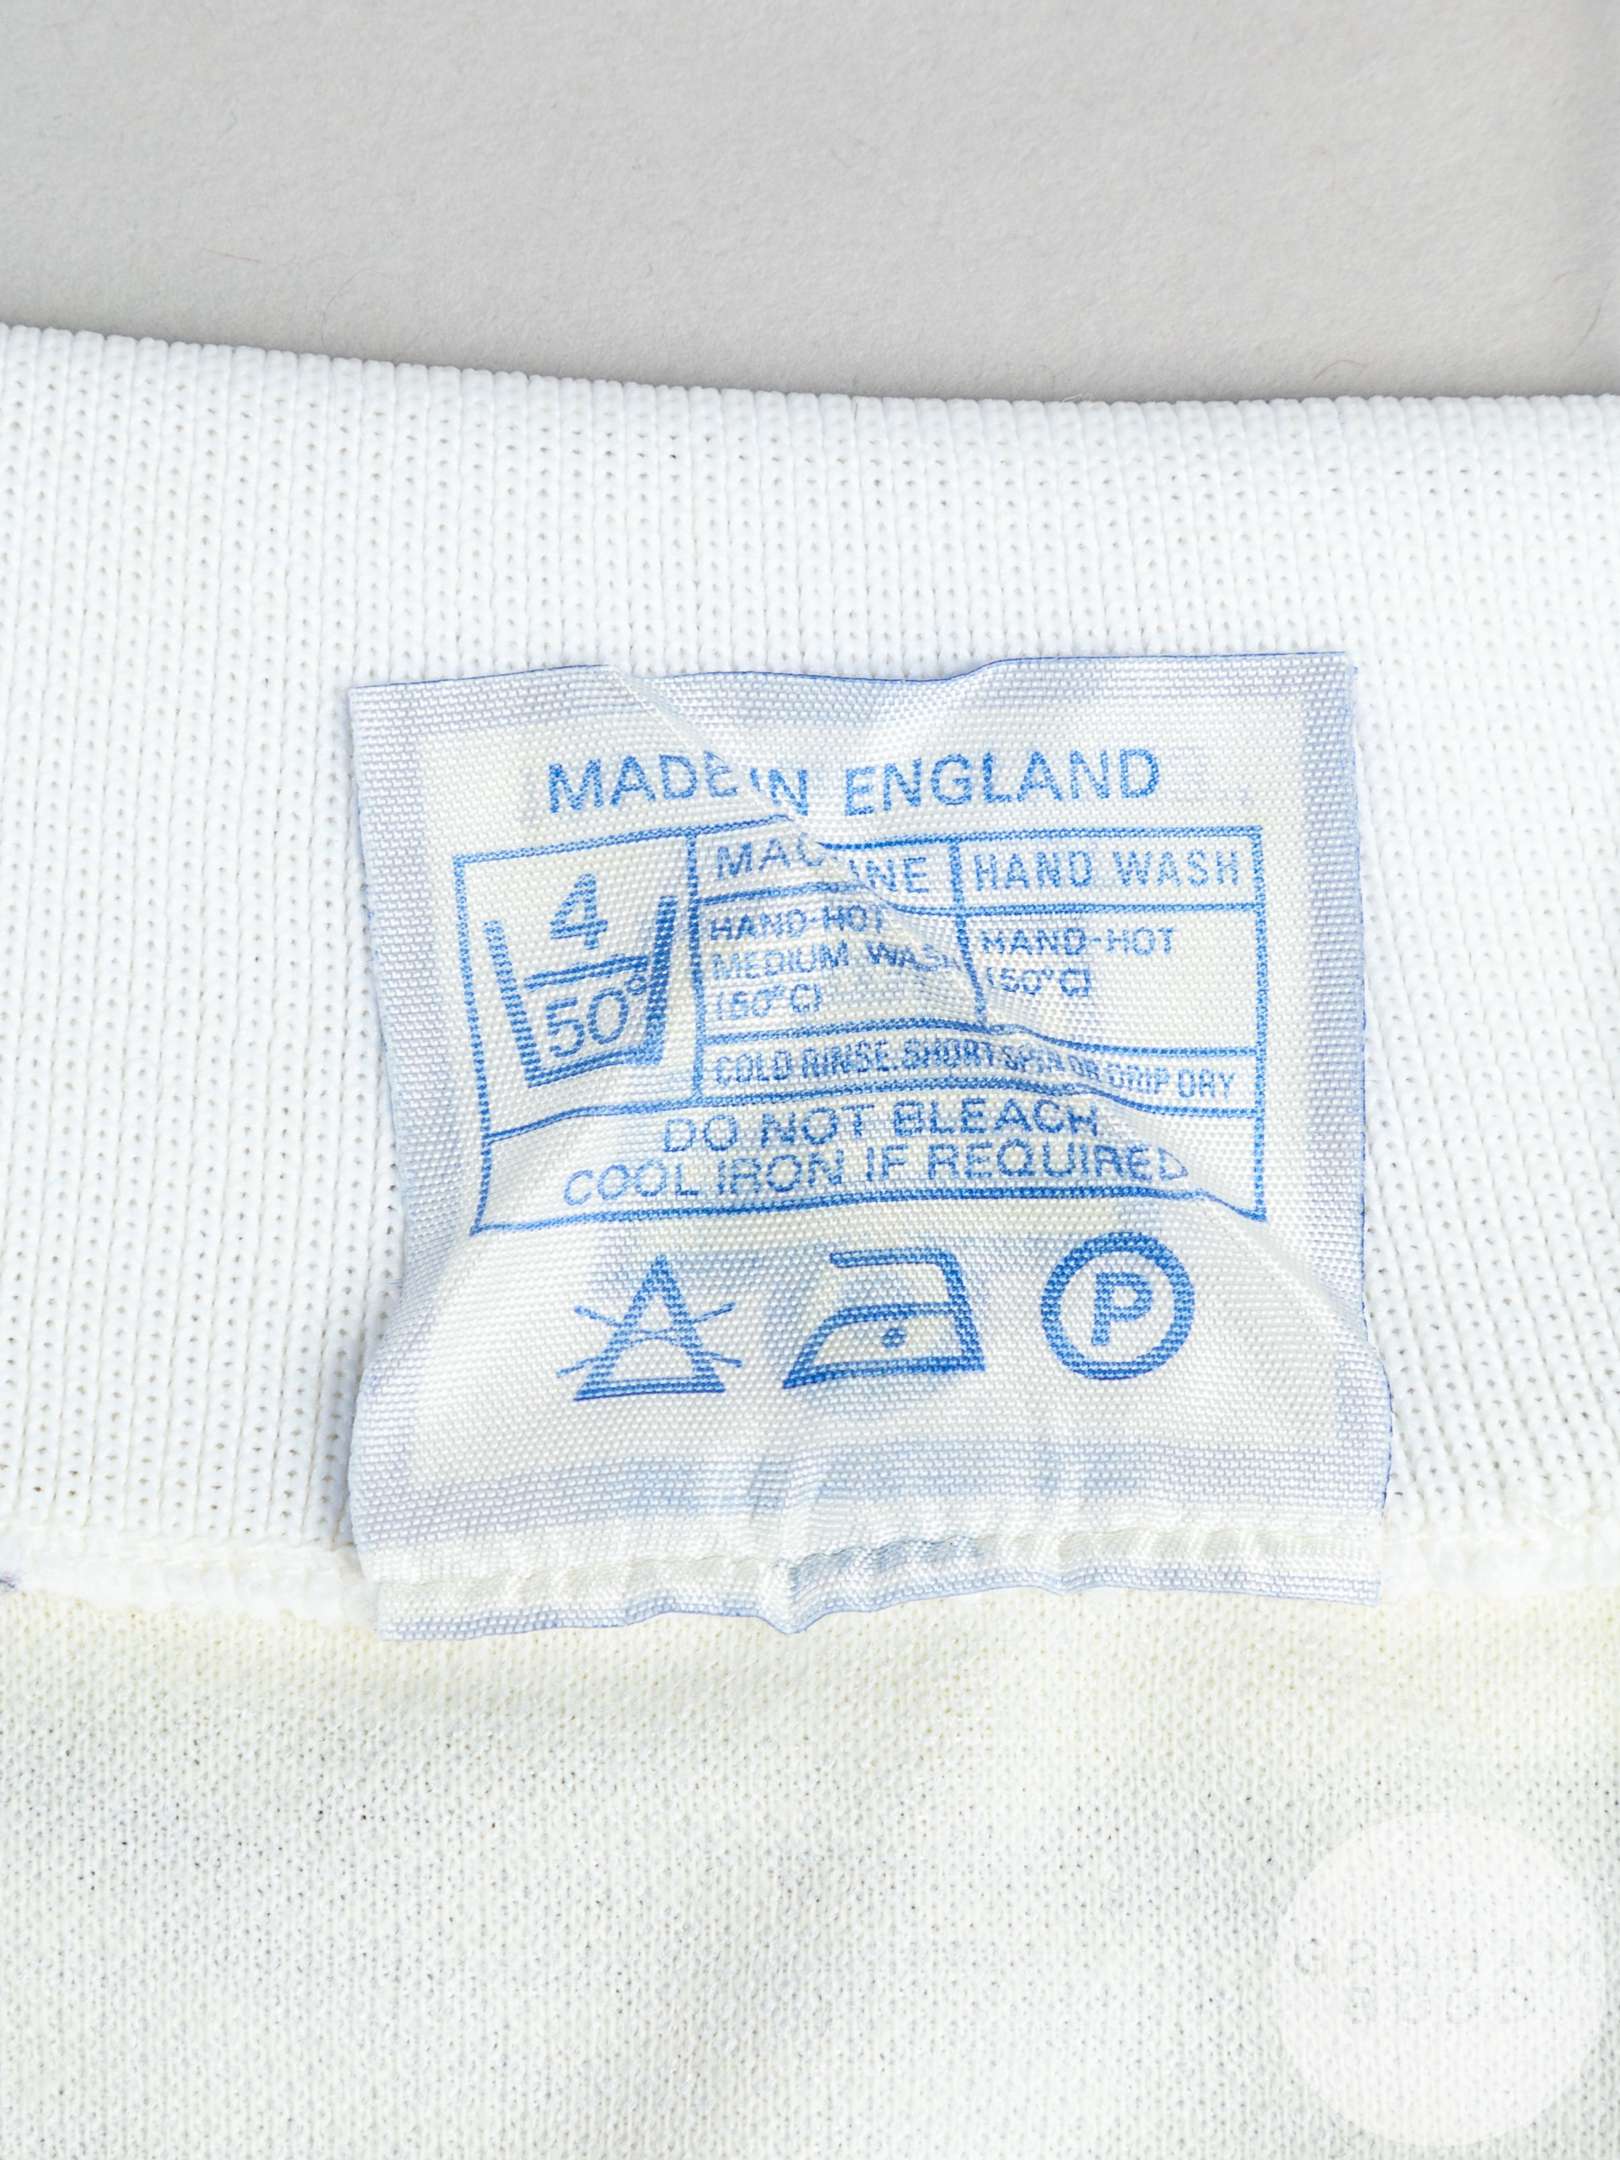 MADE IN ENGLAND
4
50°
MACHINE
HAND WASH
HAND-HOT
MEDIUM WASH
(50°C)
HAND-HOT
(50°C)
COLD RINSE. SHORT SPIN OR DRIP DRY
DO NOT BLEACH
COOL IRON IF REQUIRED
P